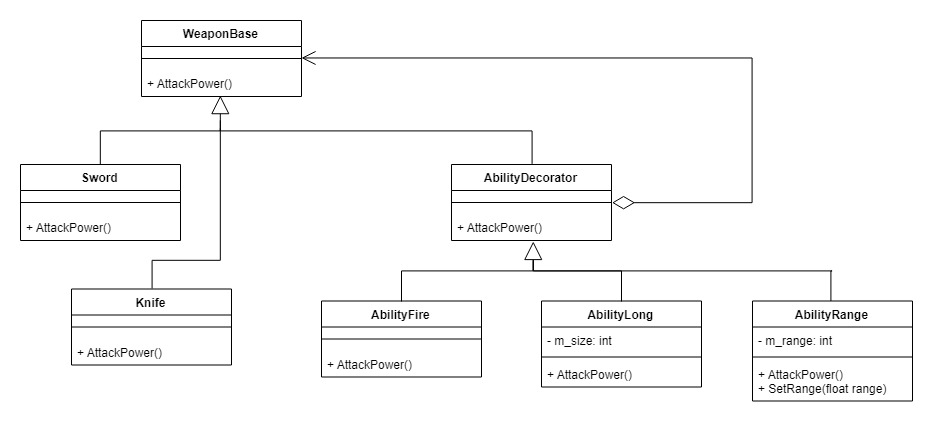 WeaponBase
+ AttackPower()
Sword
+ AttackPower()
AbilityDecorator
+ AttackPower()
Knife
+ AttackPower()
AbilityFire
+ AttackPower()
AbilityLong
- m_size: int
+ AttackPower()
AbilityRange
- m_range: int
+ AttackPower()
+ SetRange(float range)